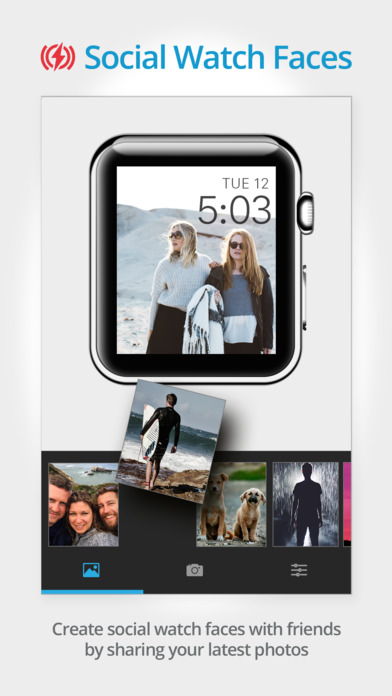 Social Watch Faces
TUE 12
5:03
Create social watch faces with friends
by sharing your latest photos